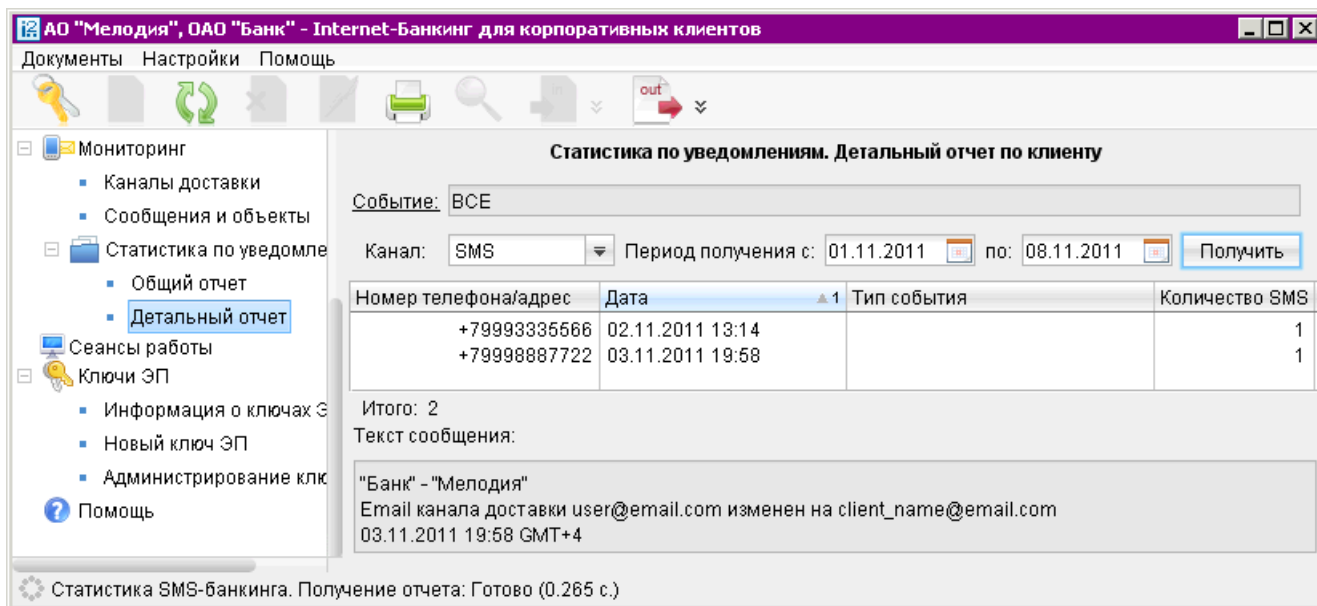 АО "Мелодия", ОАО "Банк" - Internet-Банкинг для корпоративных клиентов
Документы Настройки Помощь
out
Мониторинг
Каналы доставки
Сообщения и объекты
Статистика по уведомле
Общий отчет
Детальный отчет
Сеансы работы
Ключи ЭП
Информация о ключах Э
Новый ключ ЭП
Администрирование клю
Помощь
Статистика по уведомлениям. Детальный отчет по клиенту
Событие: ВСЕ
Канал: SMS Период получения с: 01.11.2011 по: 08.11.2011 Получить
Номер телефона/адрес Дата 1 Тип события Количество SMS
+79993335566 02.11.2011 13:14 1
+79998887722 03.11.2011 19:58 1
Итого: 2
Текст сообщения:
"Банк" - "Мелодия"
Email канала доставки user@email.com изменен на client_name@email.com
03.11.2011 19:58 GMT+4
Статистика SMS-банкинга. Получение отчета: Готово (0.265 с.)